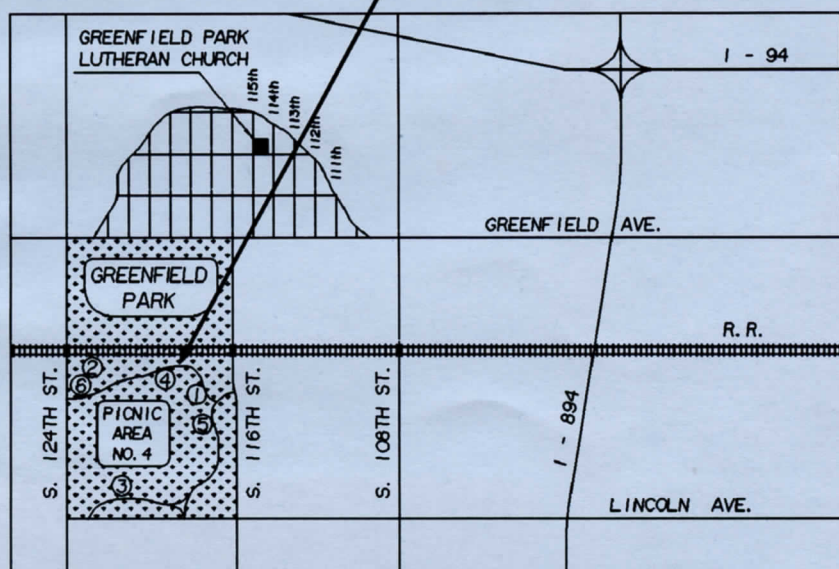 GREENFIELD PARK
LUTHERAN CHURCH
115th
114th
113th
112th
111th
I - 94
GREENFIELD AVE.
GREENFIELD
PARK
R. R.
②
⑥
④
①
⑤
PICNIC
AREA
NO. 4
③
S. 124TH ST.
S. 116TH ST.
S. 108TH ST.
I - 894
LINCOLN AVE.